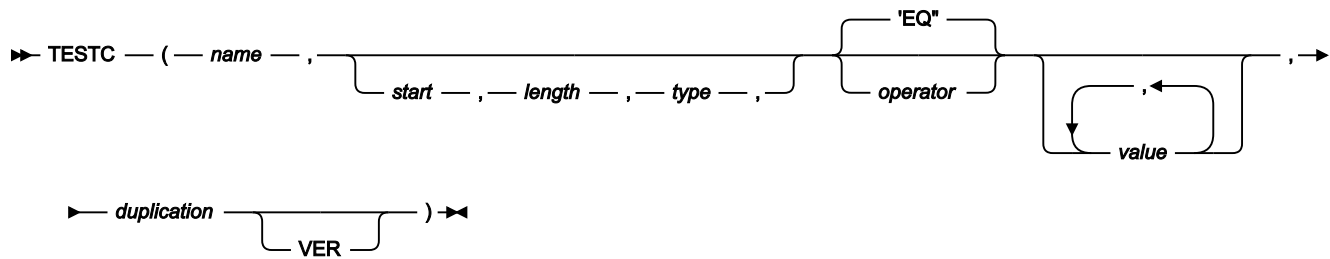 'EQ"
TESTC ( name , ,
start , length , type , operator
,
value
duplication )
VER